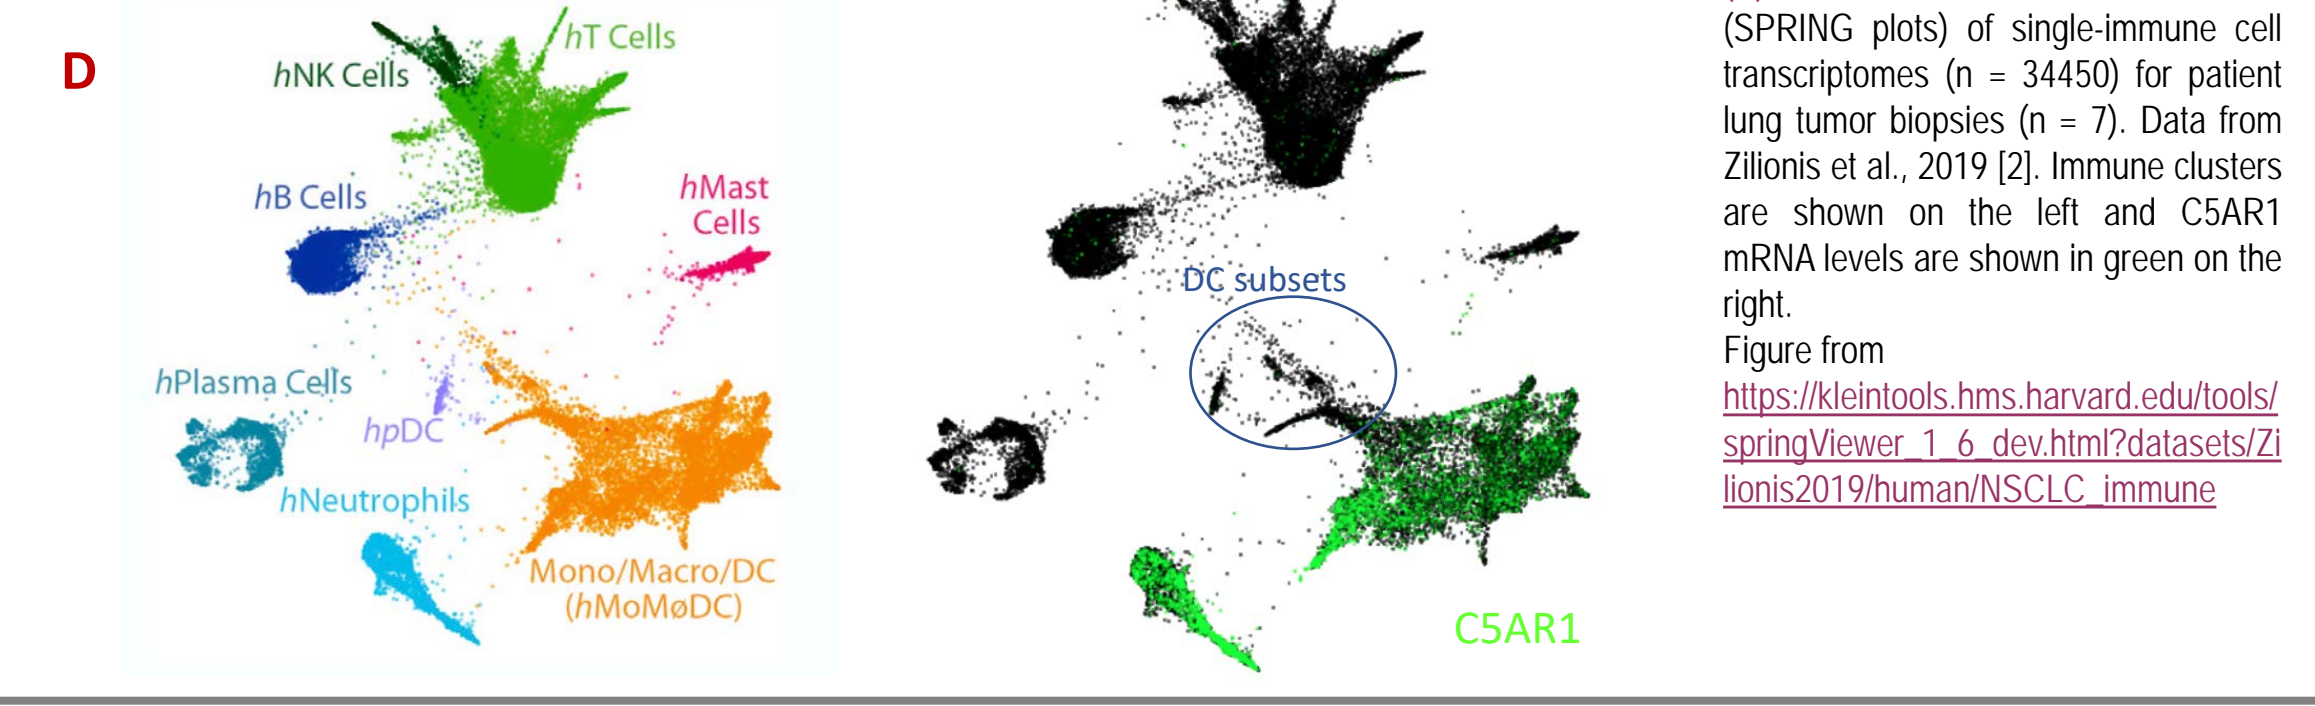 D
hT Cells
hNK Cells
hB Cells
hMast
Cells
hPlasma Cells
hpDC
hNeutrophils
Mono/Macro/DC
(hMoMøDC)
DC subsets
C5AR1
(SPRING plots) of single-immune cell
transcriptomes (n = 34450) for patient
lung tumor biopsies (n = 7). Data from
Zilionis et al., 2019 [2]. Immune clusters
are shown on the left and C5AR1
mRNA levels are shown in green on the
right.
Figure from
https://kleintools.hms.harvard.edu/tools/
springViewer_1_6_dev.html?datasets/Zi
lionis2019/human/NSCLC_immune